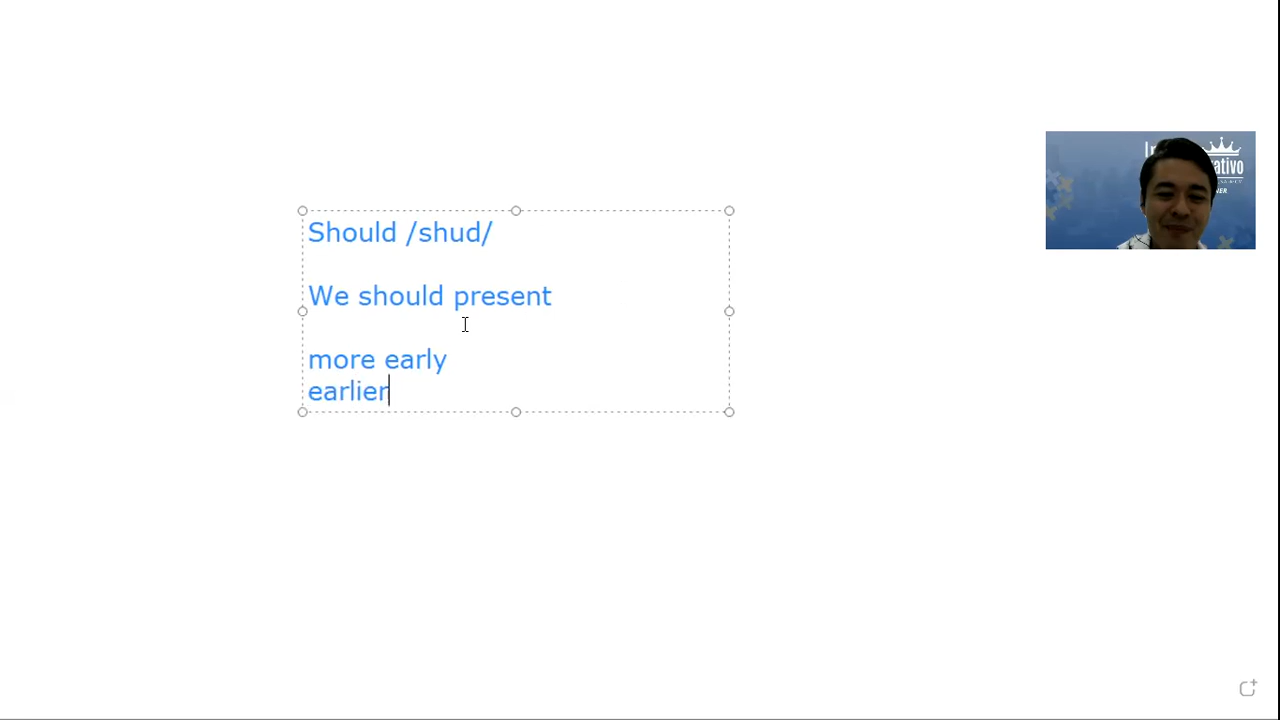 Should /shud/
We should present
more early
earlier